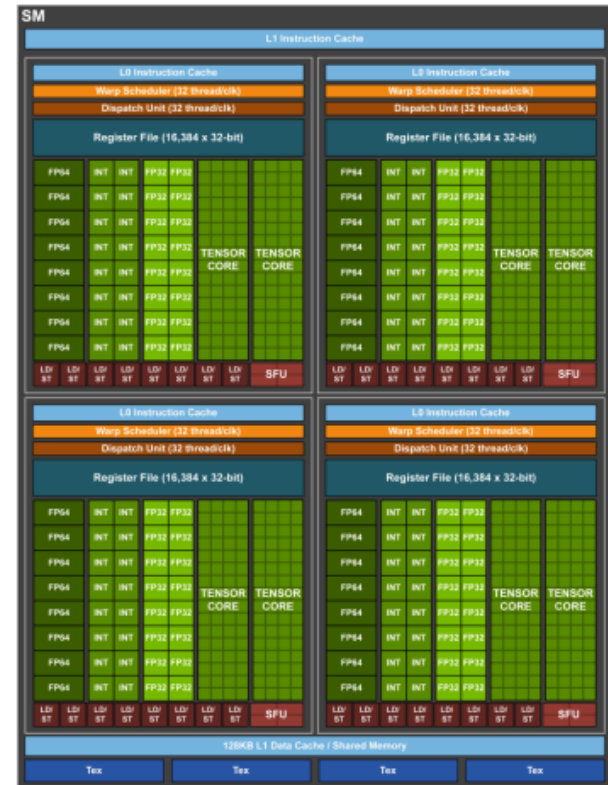 SM
L1 Instruction Cache
L0 Instruction Cache L0 Instruction Cache
Warp Scheduler (32 thread/clk) Warp Scheduler (32 thread/clk)
Dispatch Unit (32 thread/clk) Dispatch Unit (32 thread/clk)
Register File (16,384 x 32-bit) Register File (16,384 x 32-bit)
FP64 INT INT FP32 FP32 FP64 INT INT FP32 FP32
FP64 INT INT FP32 FP32 FP64 INT INT FP32 FP32
FP64 INT INT FP32 FP32 FP64 INT INT FP32 FP32
FP64 INT INT FP32 FP32 TENSOR CORE TENSOR CORE FP64 INT INT FP32 FP32 TENSOR CORE TENSOR CORE
FP64 INT INT FP32 FP32 FP64 INT INT FP32 FP32
FP64 INT INT FP32 FP32 FP64 INT INT FP32 FP32
FP64 INT INT FP32 FP32 FP64 INT INT FP32 FP32
FP64 INT INT FP32 FP32 FP64 INT INT FP32 FP32
LD/ST LD/ST LD/ST LD/ST LD/ST LD/ST LD/ST LD/ST SFU LD/ST LD/ST LD/ST LD/ST LD/ST LD/ST LD/ST LD/ST SFU
L0 Instruction Cache L0 Instruction Cache
Warp Scheduler (32 thread/clk) Warp Scheduler (32 thread/clk)
Dispatch Unit (32 thread/clk) Dispatch Unit (32 thread/clk)
Register File (16,384 x 32-bit) Register File (16,384 x 32-bit)
FP64 INT INT FP32 FP32 FP64 INT INT FP32 FP32
FP64 INT INT FP32 FP32 FP64 INT INT FP32 FP32
FP64 INT INT FP32 FP32 FP64 INT INT FP32 FP32
FP64 INT INT FP32 FP32 TENSOR CORE TENSOR CORE FP64 INT INT FP32 FP32 TENSOR CORE TENSOR CORE
FP64 INT INT FP32 FP32 FP64 INT INT FP32 FP32
FP64 INT INT FP32 FP32 FP64 INT INT FP32 FP32
FP64 INT INT FP32 FP32 FP64 INT INT FP32 FP32
FP64 INT INT FP32 FP32 FP64 INT INT FP32 FP32
LD/ST LD/ST LD/ST LD/ST LD/ST LD/ST LD/ST LD/ST SFU LD/ST LD/ST LD/ST LD/ST LD/ST LD/ST LD/ST LD/ST SFU
128KB L1 Data Cache / Shared Memory
Tex Tex Tex Tex